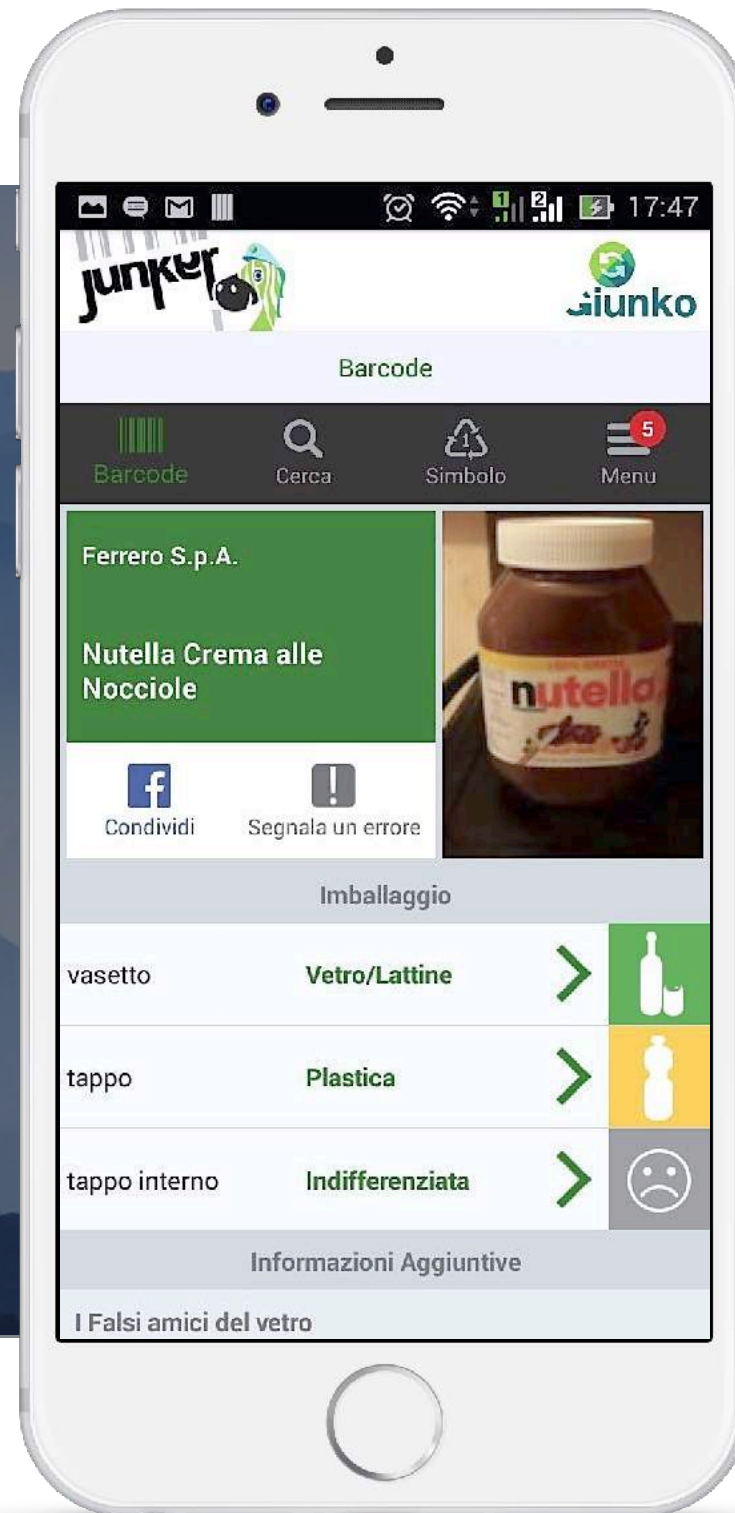 17:47
junker
Giunko
Barcode
Barcode
Cerca
Simbolo
5
Menu
Ferrero S.p.A.
Nutella Crema alle
Nocciole
nutella
Condividi
Segnala un errore
Imballaggio
vasetto
Vetro/Lattine
tappo
Plastica
tappo interno
Indifferenziata
Informazioni Aggiuntive
I Falsi amici del vetro